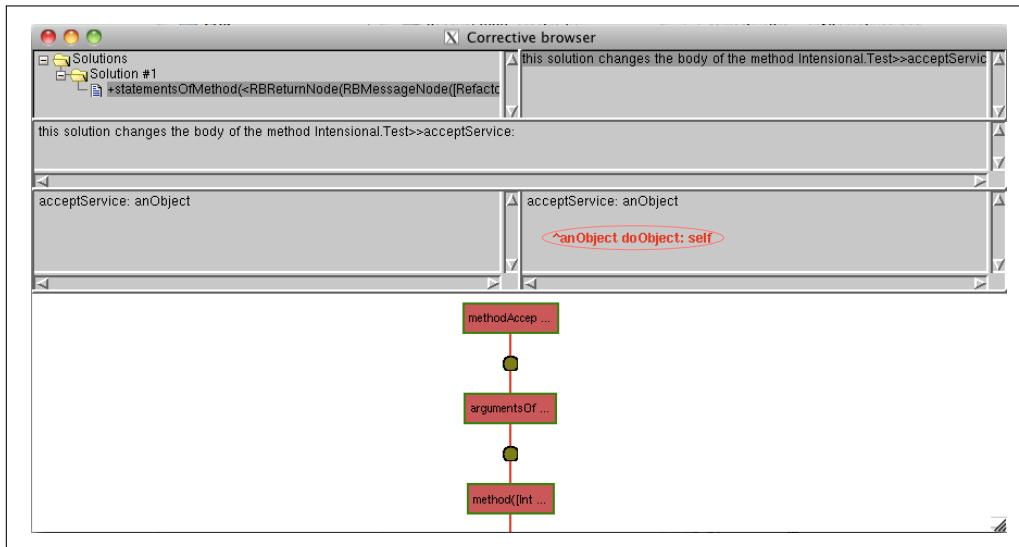 Corrective browser
Solutions
Solution #1
+statementsOfMethod(<RBReturnNode(RBMessageNode([Refactc
this solution changes the body of the method Intensional.Test>>acceptServic
this solution changes the body of the method Intensional.Test>>acceptService:
acceptService: anObject
acceptService: anObject
^anObject doObject: self
methodAccep ...
argumentsOf ...
method([Int ...